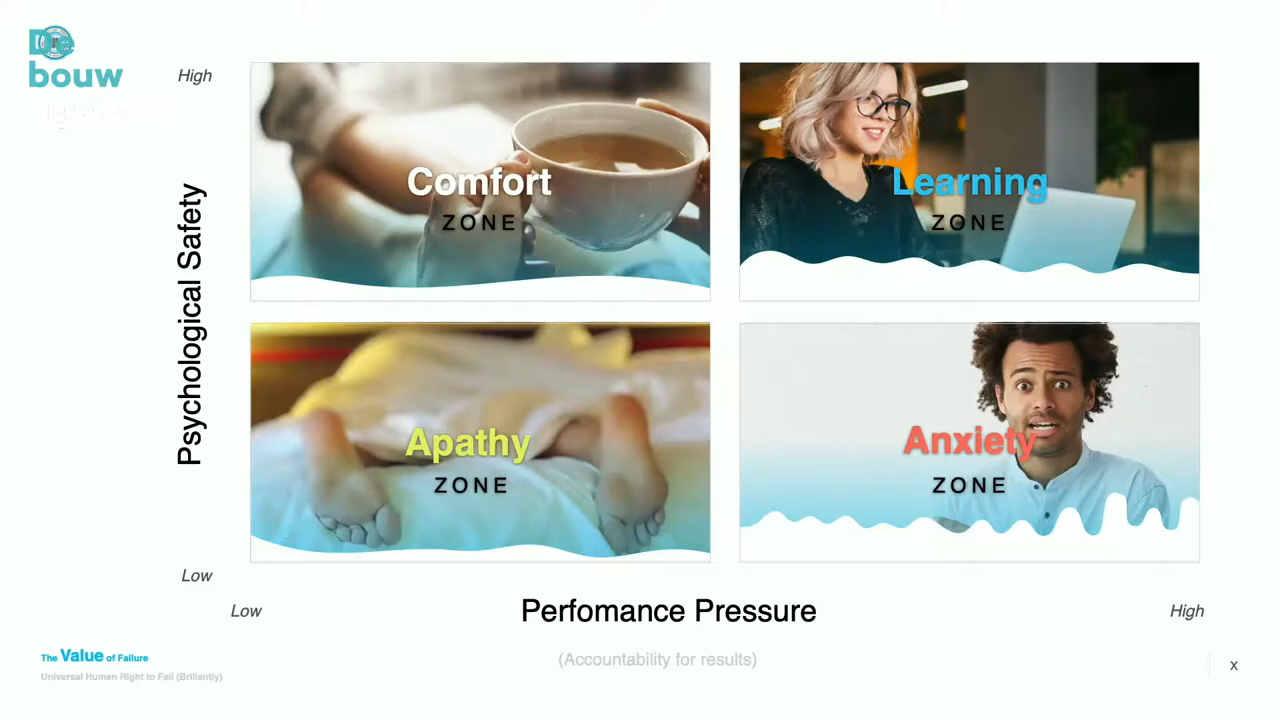 bouw
High
Psychological Safety
Comfort
ZONE
Learning
ZONE
Apathy
ZONE
Anxiety
ZONE
Low
Low
Perfomance Pressure
High
(Accountability for results)
The Value of Failure
Universal Human Right to Fail (Brilliantly)
x